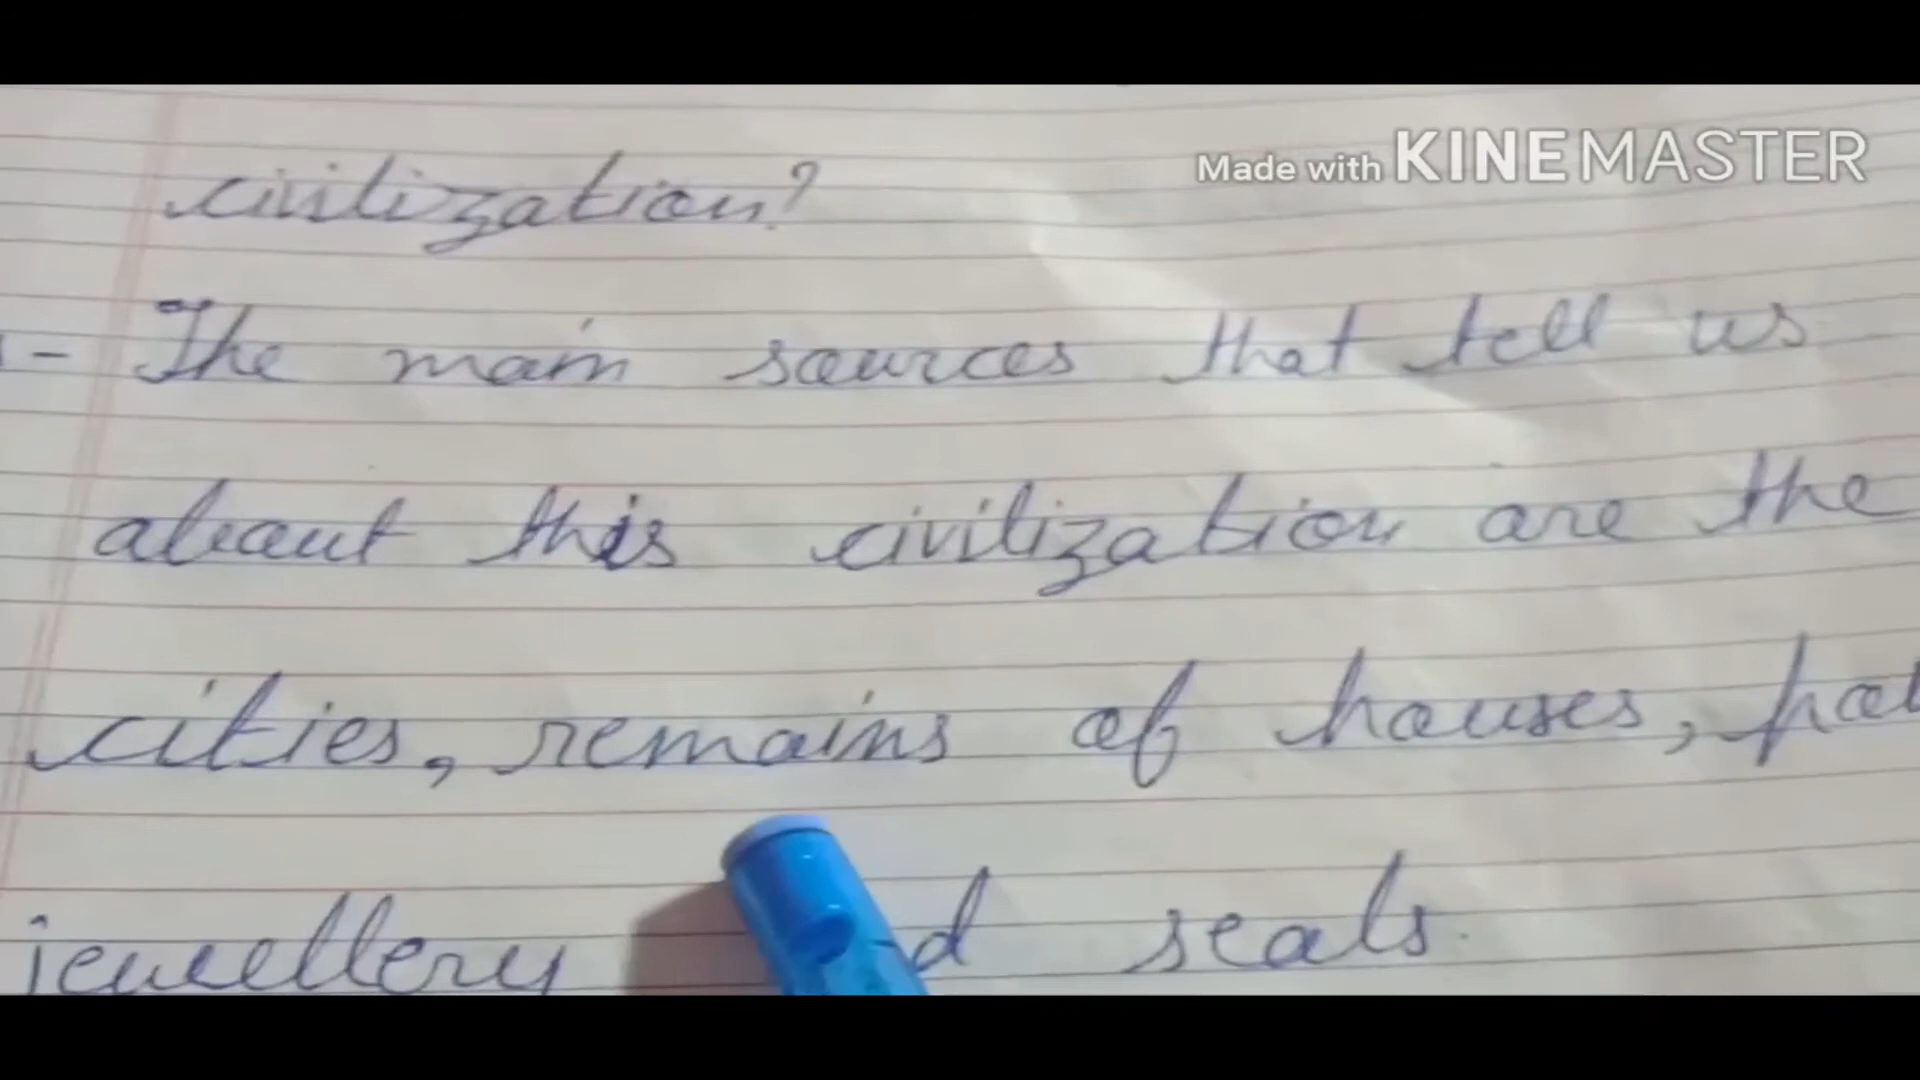 Made with KINEMASTER
civilization?
- The main sources that tell us
about this civilization are the
cities, remains of houses,
jewellery seals.